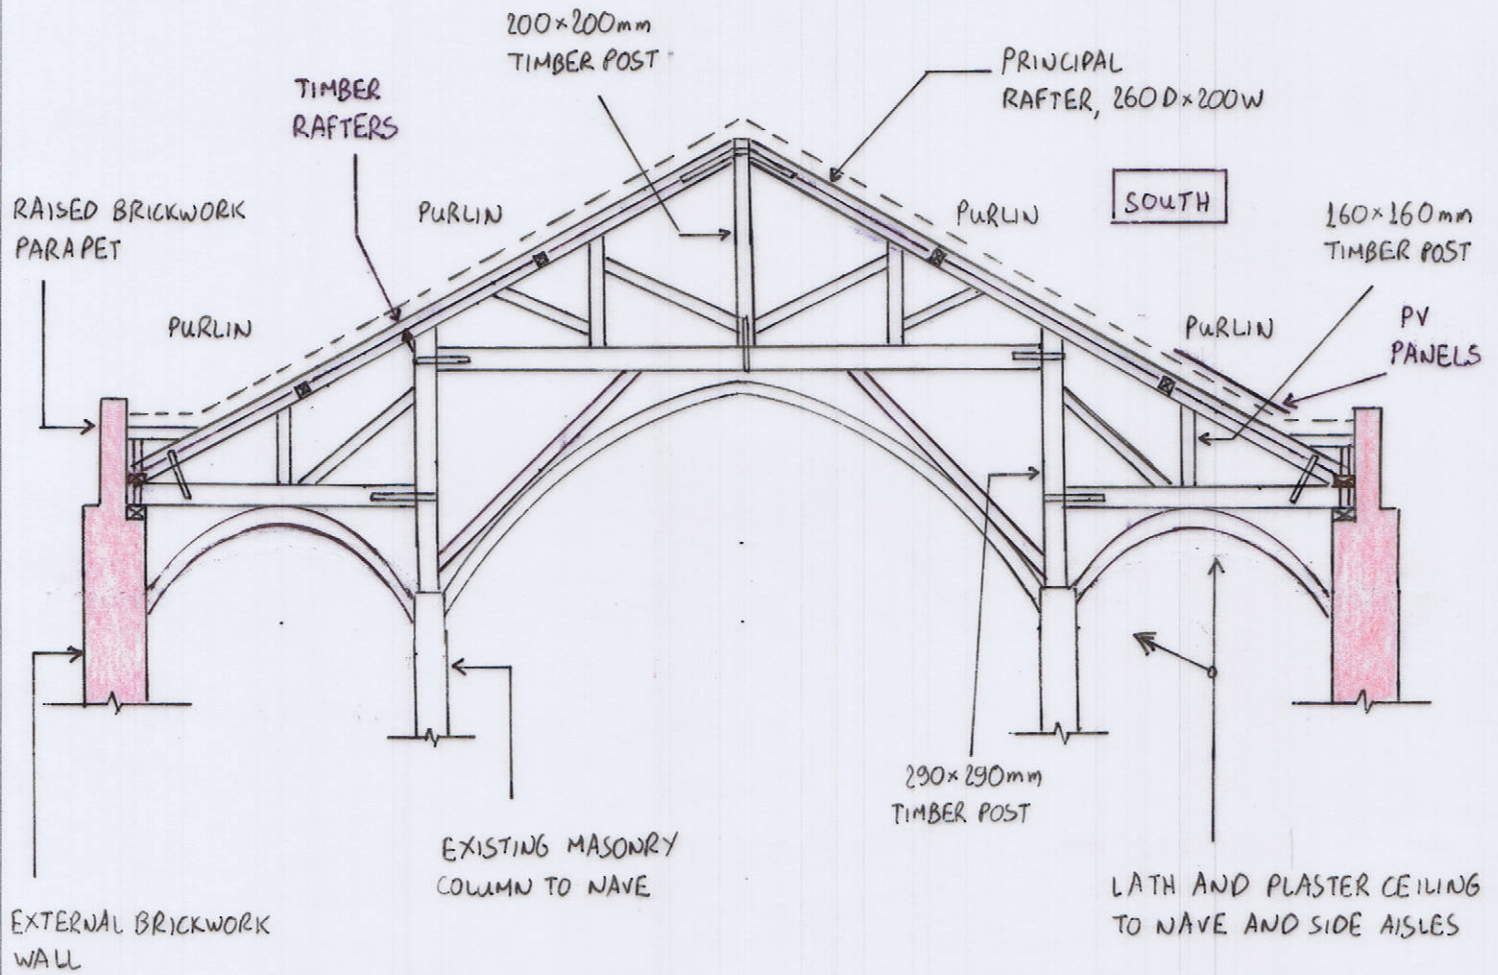 200×200mm
TIMBER POST
PRINCIPAL
RAFTER, 260D×200W
TIMBER
RAFTERS
SOUTH
RAISED BRICKWORK
PARAPET
PURLIN
PURLIN
160×160mm
TIMBER POST
PURLIN
PURLIN
PV
PANELS
290×290mm
TIMBER POST
EXISTING MASONRY
COLUMN TO NAVE
LATH AND PLASTER CEILING
TO NAVE AND SIDE AISLES
EXTERNAL BRICKWORK
WALL